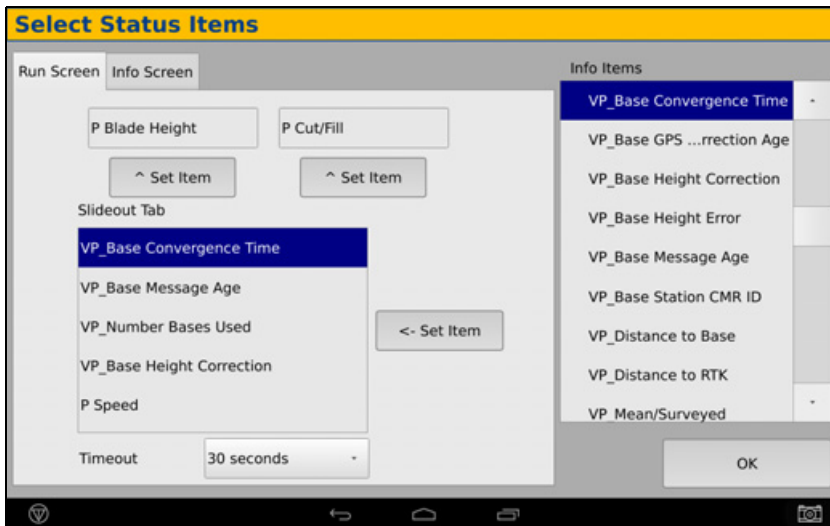 Select Status Items
Run Screen
Info Screen
P Blade Height
P Cut/Fill
^ Set Item
^ Set Item
Slideout Tab
VP_Base Convergence Time
VP_Base Message Age
VP_Number Bases Used
VP_Base Height Correction
P Speed
<- Set Item
Timeout
30 seconds
Info Items
VP_Base Convergence Time
VP_Base GPS ...rrection Age
VP_Base Height Correction
VP_Base Height Error
VP_Base Message Age
VP_Base Station CMR ID
VP_Distance to Base
VP_Distance to RTK
VP_Mean/Surveyed
OK